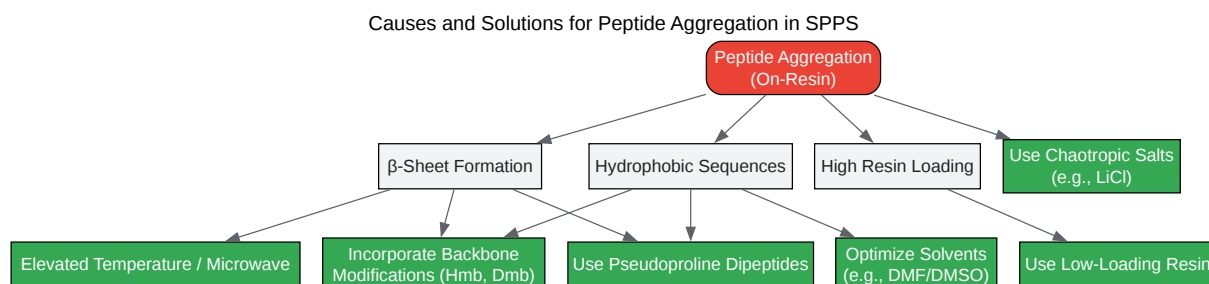 Causes and Solutions for Peptide Aggregation in SPPS
Peptide Aggregation
(On-Resin)
β-Sheet Formation
Hydrophobic Sequences
High Resin Loading
Use Chaotropic Salts
(e.g., LiCl)
Elevated Temperature / Microwave
Incorporate Backbone
Modifications (Hmb, Dmb)
Use Pseudoproline Dipeptides
Optimize Solvents
(e.g., DMF/DMSO)
Use Low-Loading Resin